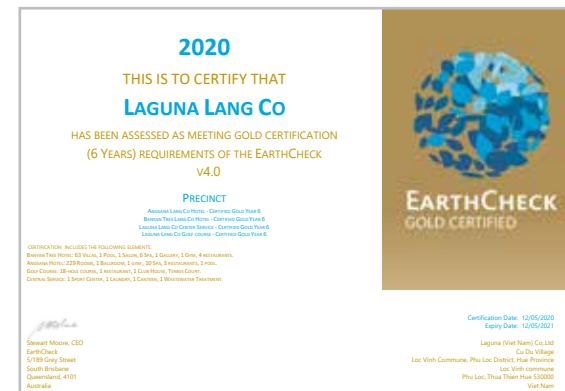 2020
THIS IS TO CERTIFY THAT
LAGUNA LANG CO
HAS BEEN ASSESSED AS MEETING GOLD CERTIFICATION
(6 YEARS) REQUIREMENTS OF THE EARTHCHECK
V4.0
PRECINCT
ANGSANA LANG CO HOTEL - CERTIFIED GOLD YEAR 6
BANYAN TREE LANG CO HOTEL - CERTIFIED GOLD YEAR 6
LAGUNA LANG CO CENTER SERVICE - CERTIFIED GOLD YEAR 6
LAGUNA LANG CO GOLF COURSE - CERTIFIED GOLD YEAR 6
CERTIFICATION INCLUDES THE FOLLOWING ELEMENTS:
BANYAN TREE HOTEL: 63 VILLAS, 1 POOL, 1 SALON, 6 SPA, 1 GALLERY, 1 GYM, 4 RESTAURANTS.
ANGSANA HOTEL: 229 ROOMS, 1 BALLROOM, 1 GYM, 10 SPA, 3 RESTAURANTS, 1 POOL.
GOLF COURSE: 18-HOLE COURSE, 1 RESTAURANT, 1 CLUB HOUSE, TENNIS COURT.
CENTRAL SERVICE: 1 SPORT CENTER, 1 LAUNDRY, 1 CANTEEN, 1 WASTEWATER TREATMENT.
EARTHCHECK
GOLD CERTIFIED
Stewart Moore, CEO
EarthCheck
5/189 Grey Street
South Brisbane
Queensland, 4101
Australia
Certification Date: 12/05/2020
Expiry Date: 12/05/2021
Laguna (Viet Nam) Co,.Ltd
Cu Du Village
Loc Vinh Commune, Phu Loc District, Hue Province
Loc Vinh commune
Phu Loc, Thua Thien Hue 530000
Viet Nam